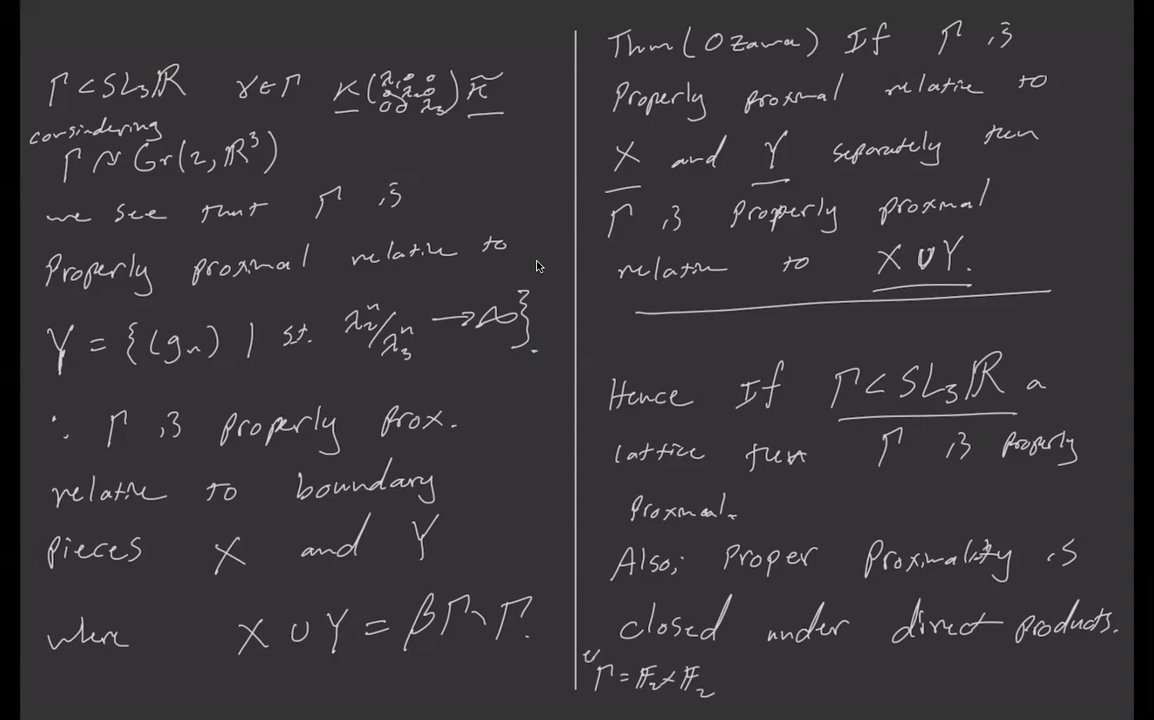 Γ < SL₃ℝ γ∈Γ K(λ₁ 0 0 0 λ₂ 0 0 0 λ₃) K̃
corsindering
Γ ↷ Gr(2, ℝ³)
we see that Γ is
Properly proximal relative to
Y = {(gₙ) | st. λ₂ⁿ/λ₃ⁿ → ∞}.
∴ Γ is properly prox.
relative to boundary
pieces X and Y
where X ∪ Y = βΓ∖Γ.
Thm (Ozawa) If Γ is
Properly proximal relative to
X and Y separately then
Γ is properly proximal
relative to X ∪ Y.
Hence If Γ < SL₃ℝ a
lattice then Γ is properly
proximal.
Also; Proper Proximality is
closed under direct products.
Γ = 𝔽₂ × 𝔽₂